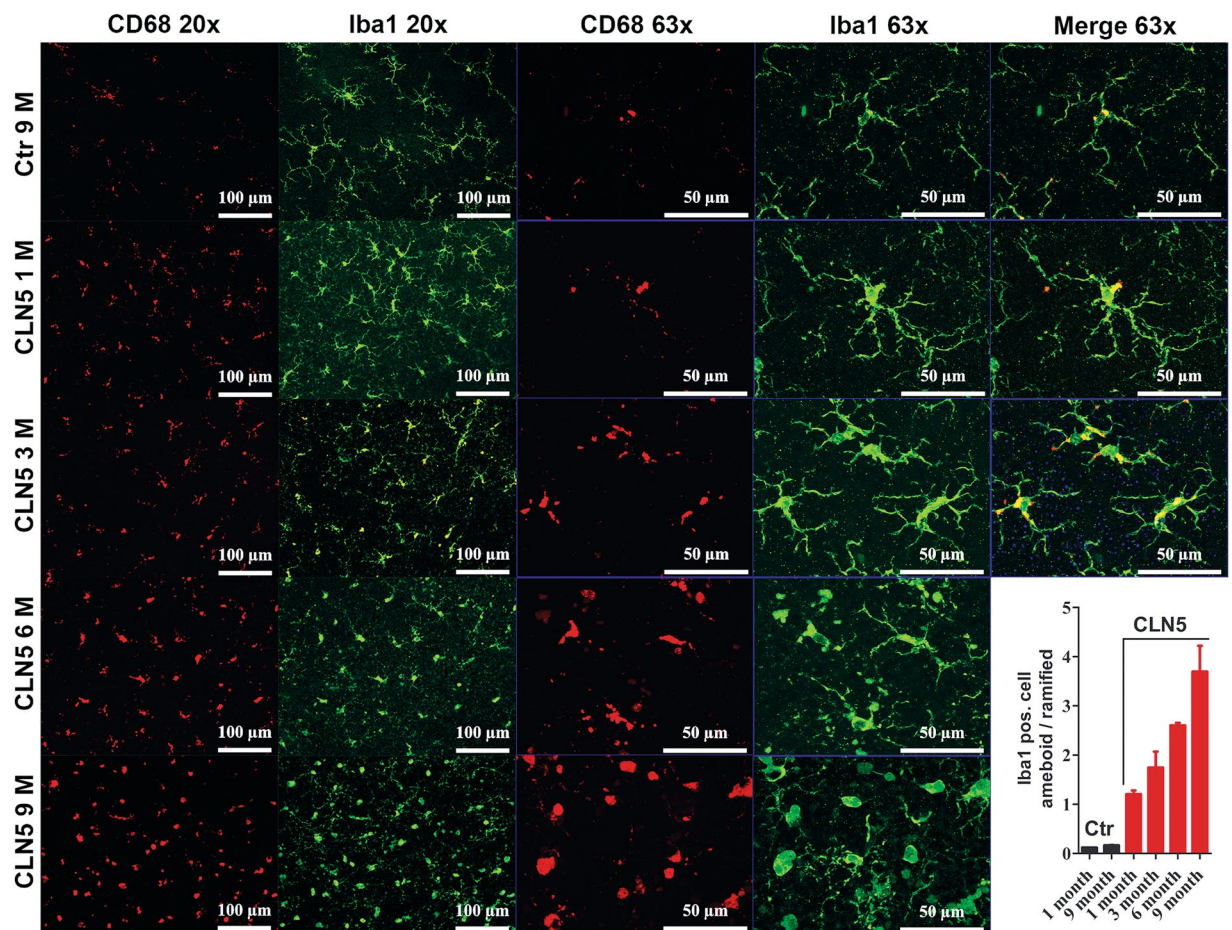 CD68 20x Iba1 20x CD68 63x Iba1 63x Merge 63x
Ctr 9 M
100 µm 100 µm 50 µm 50 µm 50 µm
CLN5 1 M
100 µm 100 µm 50 µm 50 µm 50 µm
CLN5 3 M
100 µm 100 µm 50 µm 50 µm 50 µm
CLN5 6 M
100 µm 100 µm 50 µm 50 µm
CLN5 9 M
100 µm 100 µm 50 µm 50 µm
Iba1 pos. cell
ameboid / ramified
5
4
3
2
1
0
CLN5
Ctr
1 month
9 month
1 month
3 month
6 month
9 month